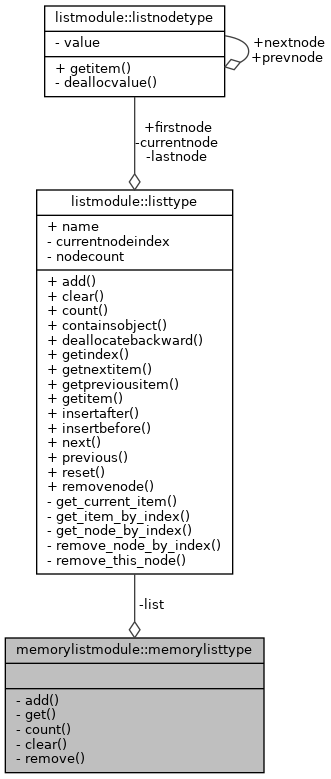 listmodule::listnodetype
- value
+ getitem()
- deallocvalue()
+nextnode
+prevnode
+firstnode
-currentnode
-lastnode
listmodule::listtype
+ name
- currentnodeindex
- nodecount
+ add()
+ clear()
+ count()
+ containsobject()
+ deallocatebackward()
+ getindex()
+ getnextitem()
+ getpreviousitem()
+ getitem()
+ insertafter()
+ insertbefore()
+ next()
+ previous()
+ reset()
+ removenode()
- get_current_item()
- get_item_by_index()
- get_node_by_index()
- remove_node_by_index()
- remove_this_node()
-list
memorylistmodule::memorylisttype
- add()
- get()
- count()
- clear()
- remove()